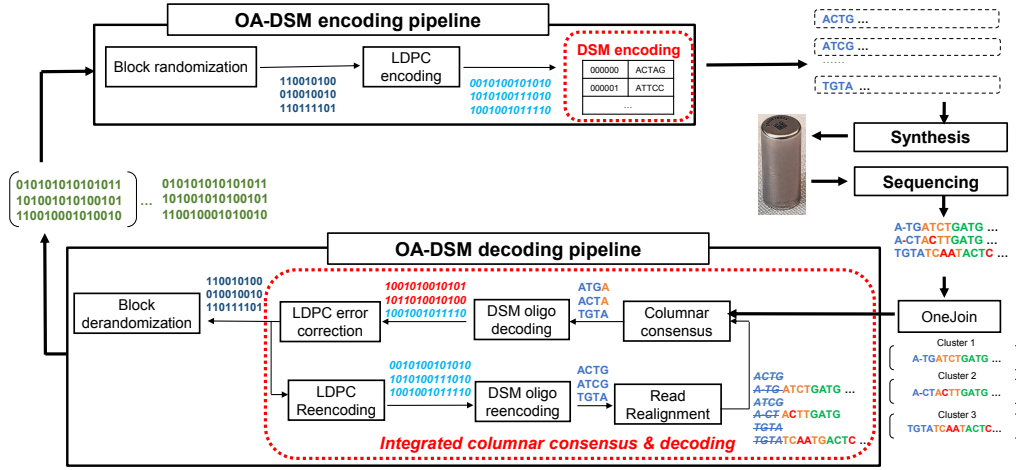 OA-DSM encoding pipeline
Block randomization
110010100
010010010
110111101
LDPC
encoding
0010100101010
1010100111010
1001001011110
DSM encoding
000000 ACTAG
000001 ATTCC
...
ACTG ...
ATCG ...
......
TGTA ...
Synthesis
Sequencing
A-TGATCTGATG ...
A-CTACTTGATG ...
TGTATCAATACTC ...
OneJoin
Cluster 1
A-TGATCTGATG ...
Cluster 2
A-CTACTTGATG ...
Cluster 3
TGTATCAATACTC...
010101010101011
101001010100101
110010001010010
...
010101010101011
101001010100101
110010001010010
OA-DSM decoding pipeline
Block
derandomization
110010100
010010010
110111101
LDPC error
correction
1001010010101
1011010010100
1001001011110
DSM oligo
decoding
ATGA
ACTA
TGTA
Columnar
consensus
LDPC
Reencoding
0010100101010
1010100111010
1001001011110
DSM oligo
reencoding
ACTG
ATCG
TGTA
Read
Realignment
ACTG
A-TG-ATCTGATG ...
ATCG
A-CT ACTTGATG
TGTA
TGTATCAATGACTC ...
Integrated columnar consensus & decoding